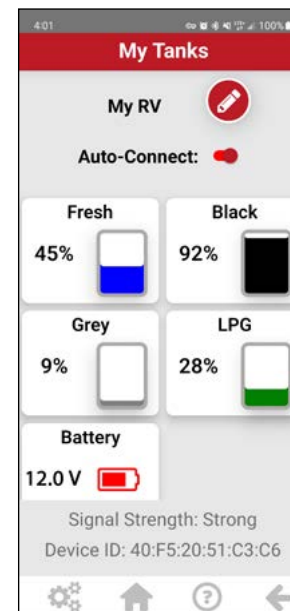 4:01 100%
My Tanks
My RV
Auto-Connect:
Fresh Black
45% 92%
Grey LPG
9% 28%
Battery
12.0 V
Signal Strength: Strong
Device ID: 40:F5:20:51:C3:C6
?